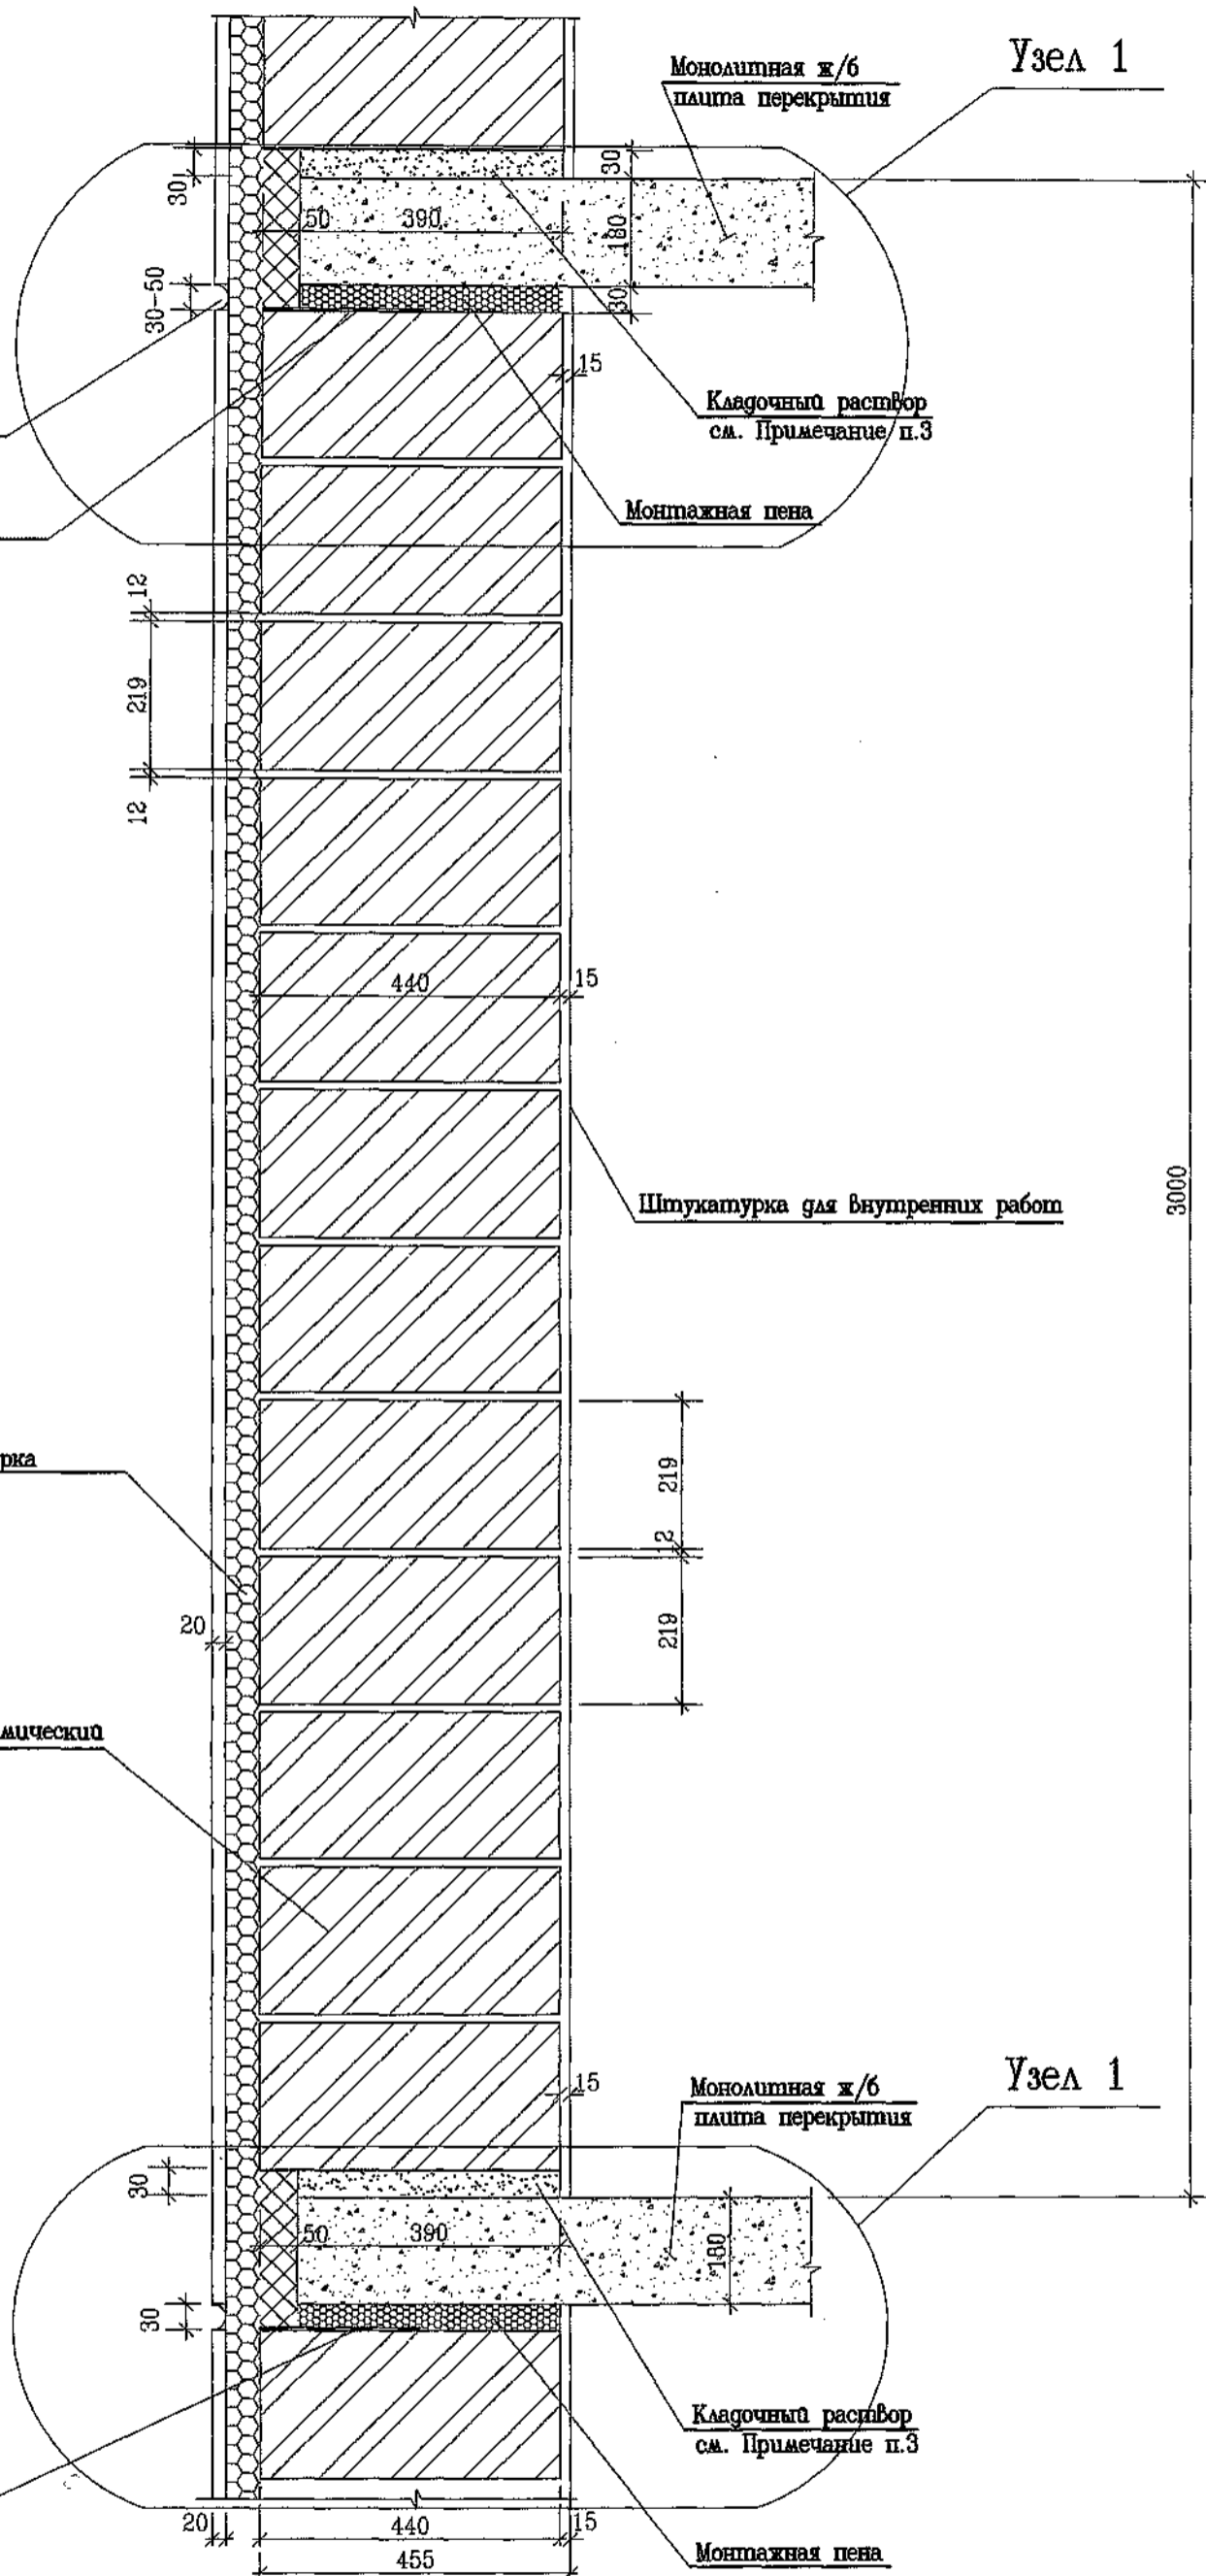 Узел 1
Монолитная ж/б
плита перекрытия
30
30
50
390
180
30-50
30
15
Кладочный раствор
см. Примечание п.3
Монтажная пена
12
219
12
440
15
3000
Штукатурка для внутренних работ
219
рка
12
20
219
мический
Узел 1
15
Монолитная ж/б
плита перекрытия
30
50
390
180
30
Кладочный раствор
см. Примечание п.3
20
440
15
Монтажная пена
455